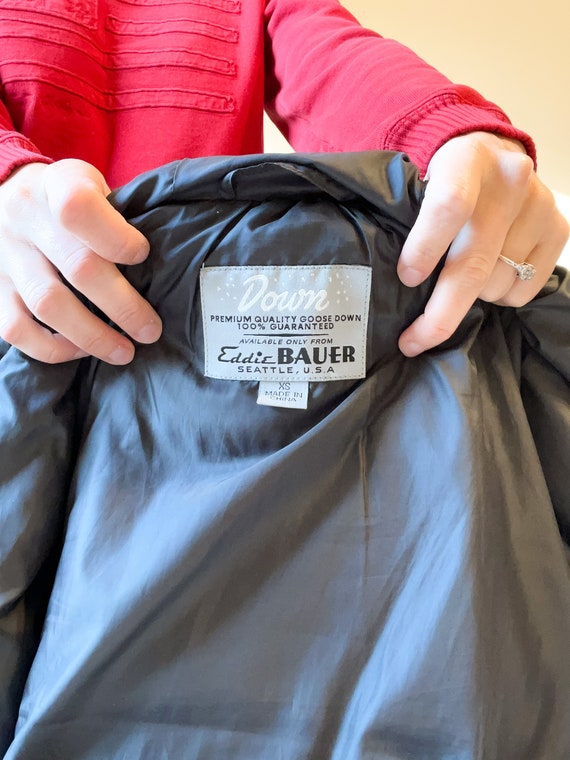 Down
PREMIUM QUALITY GOOSE DOWN
100% GUARANTEED
AVAILABLE ONLY FROM
Eddie BAUER
SEATTLE, U.S.A
XS
MADE IN
CHINA